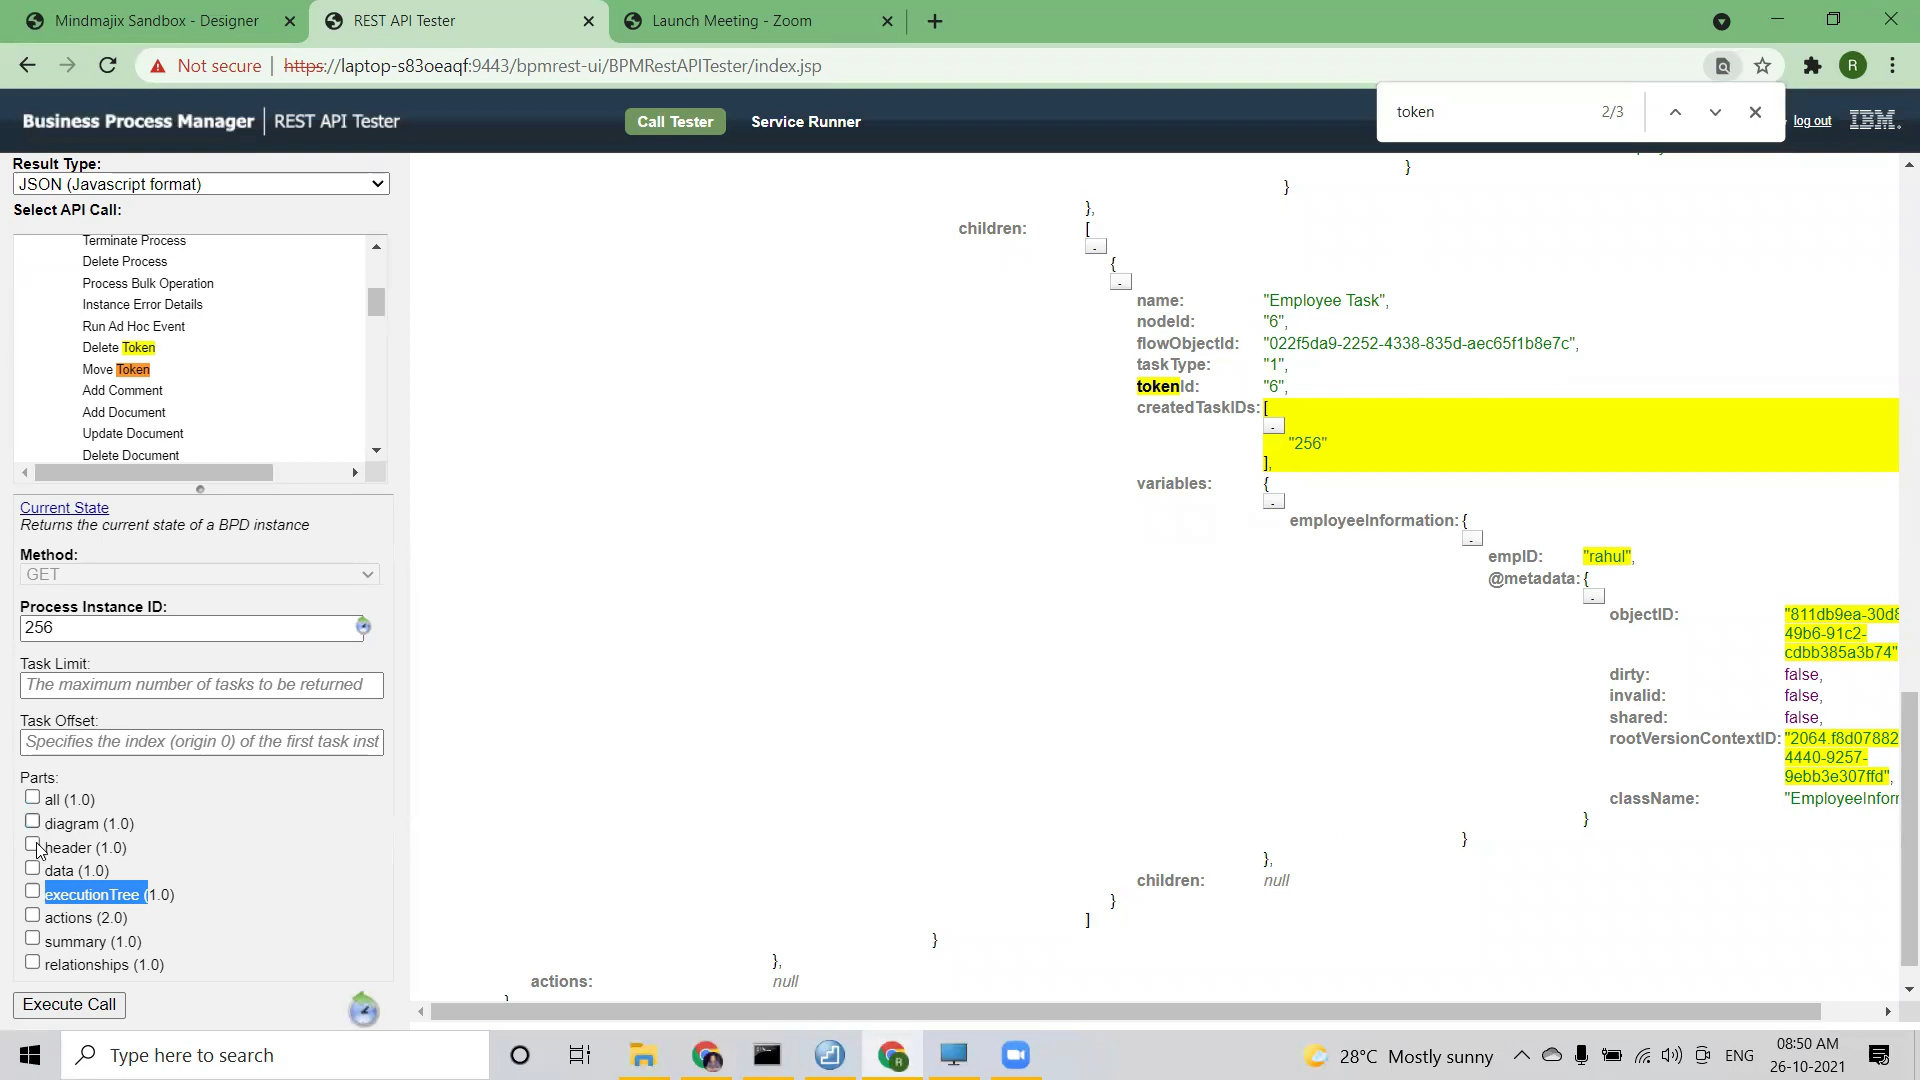 Mindmajix Sandbox - Designer
REST API Tester
Launch Meeting - Zoom
Not secure
https://laptop-s83oeaqf:9443/bpmrest-ui/BPMRestAPITester/index.jsp
R
token
2/3
Business Process Manager
REST API Tester
Call Tester
Service Runner
log out
IBM.
Result Type:
JSON (Javascript format)
Select API Call:
Terminate Process
Delete Process
Process Bulk Operation
Instance Error Details
Run Ad Hoc Event
Delete Token
Move Token
Add Comment
Add Document
Update Document
Delete Document
Current State
Returns the current state of a BPD instance
Method:
GET
Process Instance ID:
256
Task Limit:
The maximum number of tasks to be returned
Task Offset:
Specifies the index (origin 0) of the first task inst
Parts:
all (1.0)
diagram (1.0)
header (1.0)
data (1.0)
executionTree (1.0)
actions (2.0)
summary (1.0)
relationships (1.0)
Execute Call
}
}
},
children: [
-
{
-
name: "Employee Task",
nodeId: "6",
flowObjectId: "022f5da9-2252-4338-835d-aec65f1b8e7c",
taskType: "1",
tokenId: "6",
createdTaskIDs: [
-
"256"
],
variables: {
-
employeeInformation: {
-
empID: "rahul",
@metadata: {
-
objectID: "811db9ea-30d8
49b6-91c2-
cdbb385a3b74"
dirty: false,
invalid: false,
shared: false,
rootVersionContextID: "2064.f8d07882
4440-9257-
9ebb3e307ffd",
className: "EmployeeInfor
}
}
},
children: null
}
]
}
},
actions: null
Type here to search
28°C Mostly sunny
ENG
08:50 AM
26-10-2021